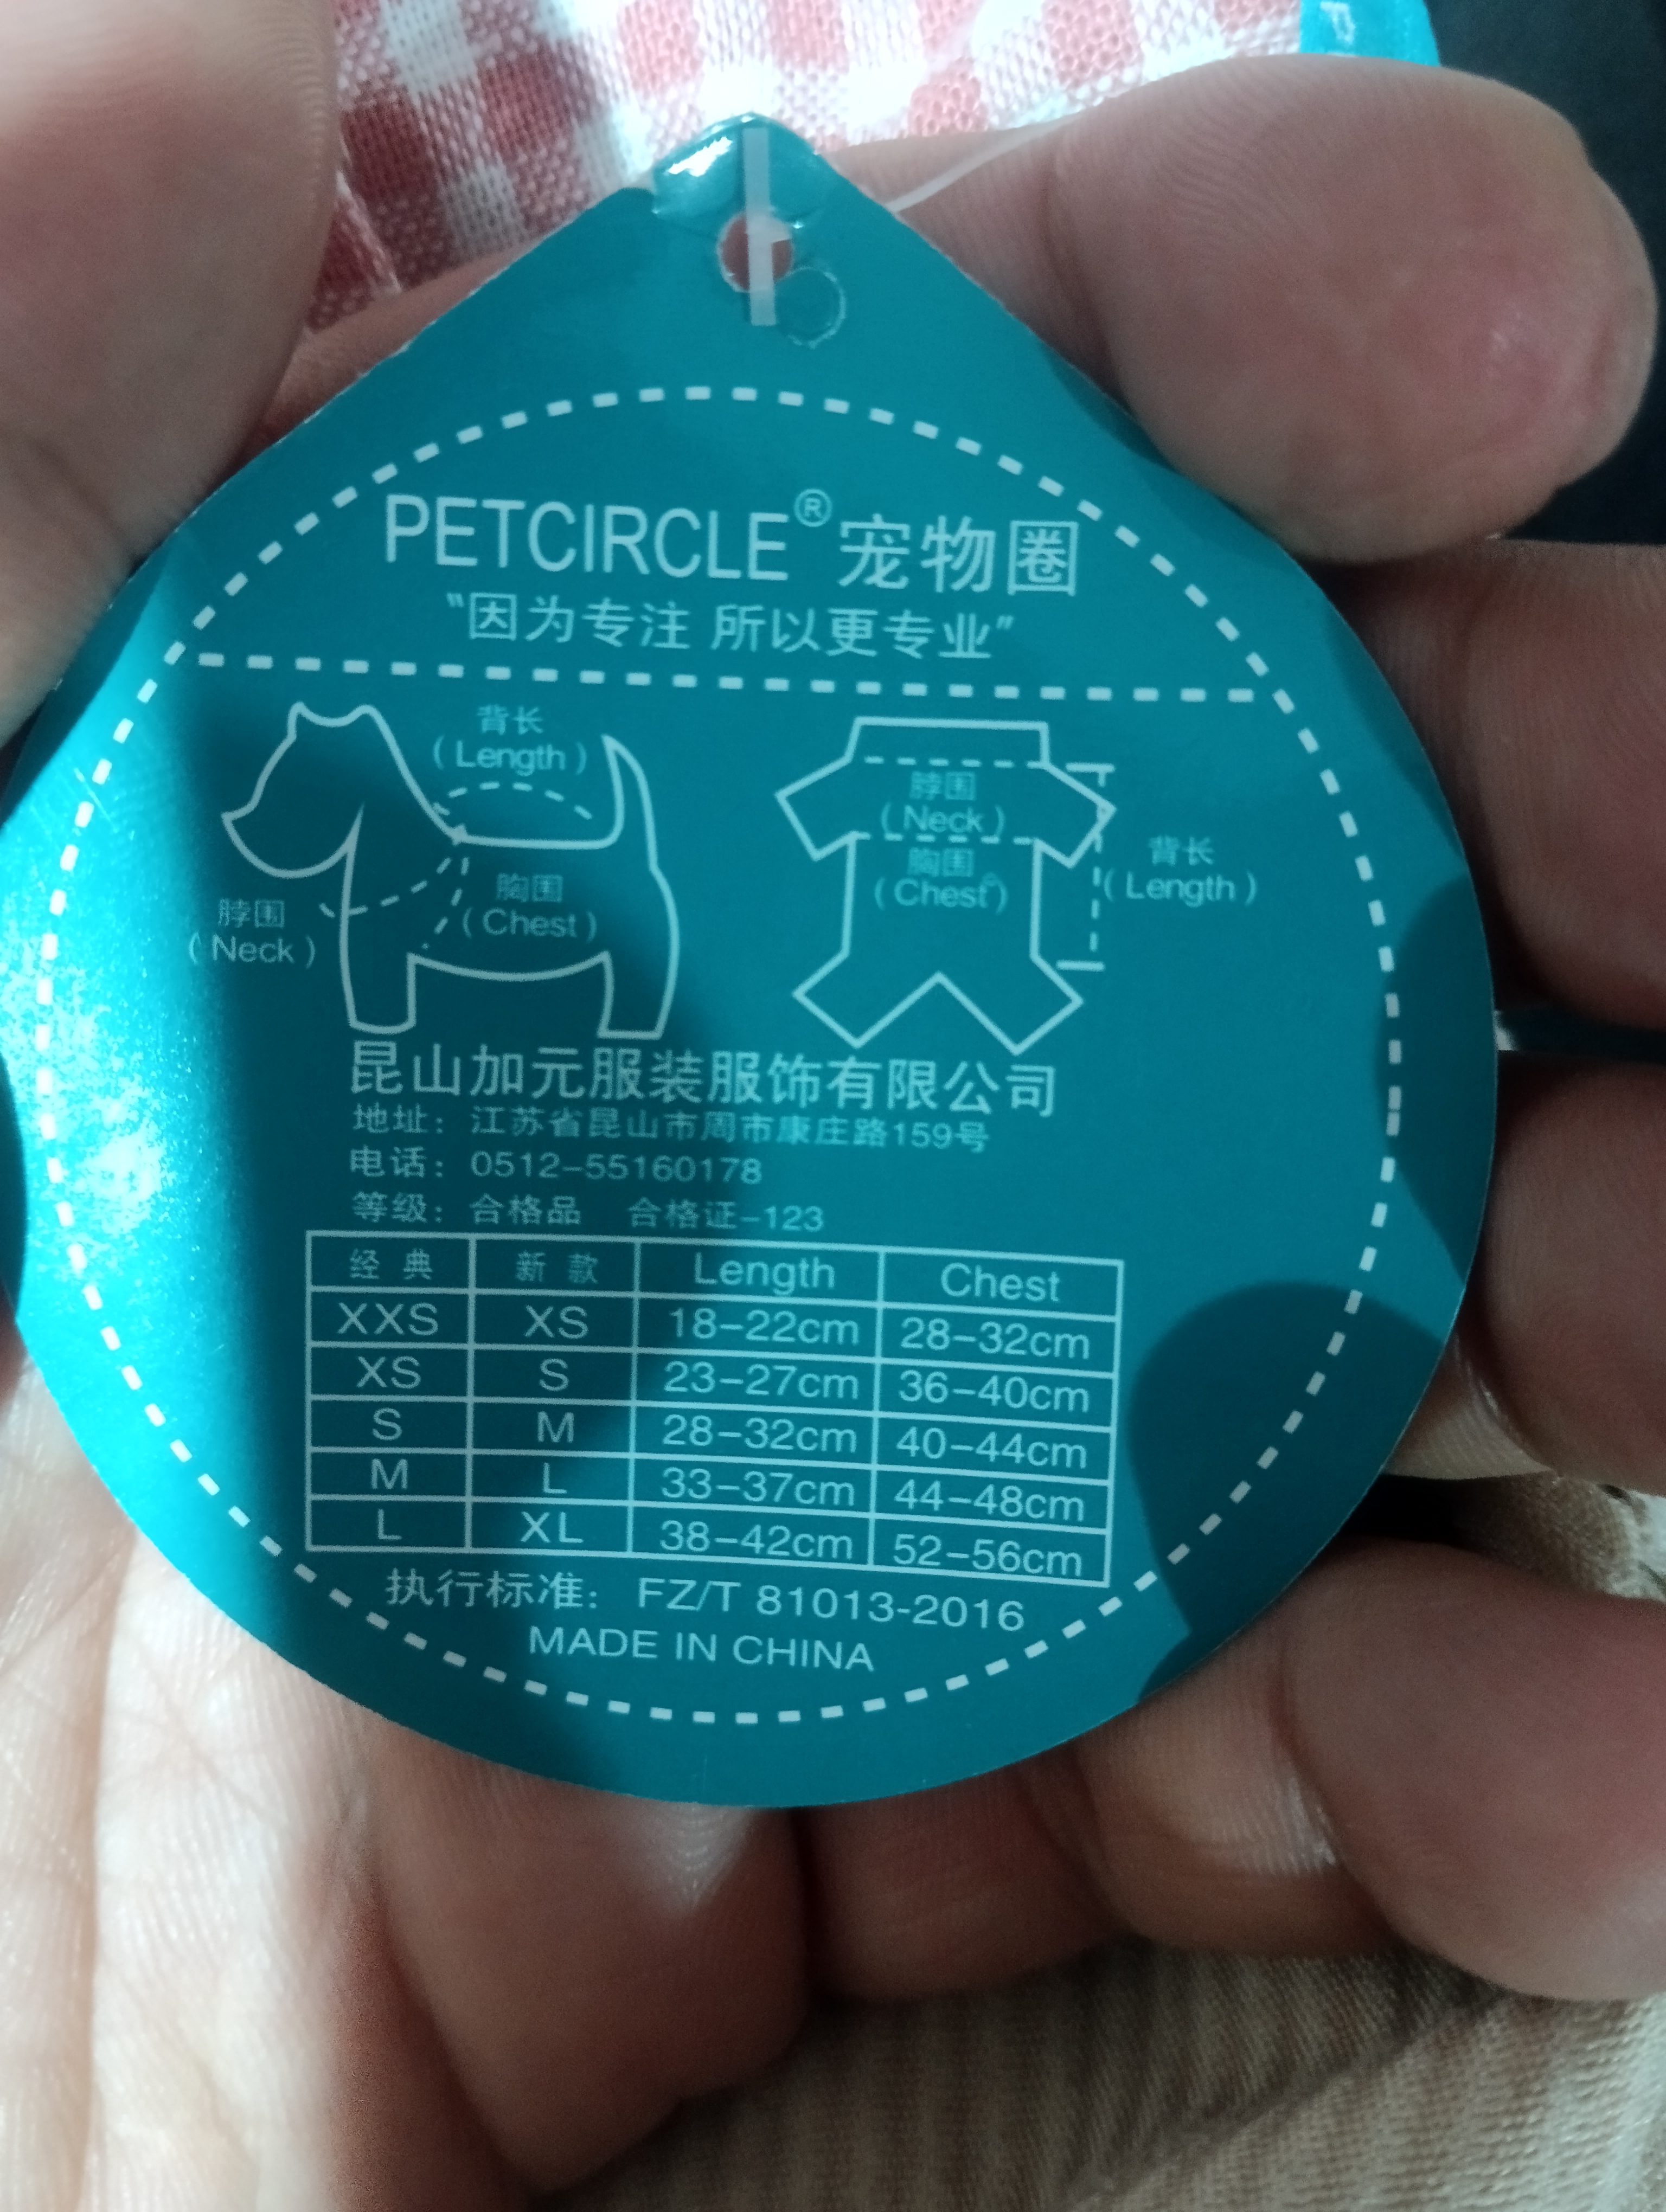 PETCIRCLE®宠物圈
“因为专注 所以更专业”
背长
(Length)
脖围
(Neck)
胸围
(Chest)
脖围
(Neck)
胸围
(Chest)
背长
(Length)
昆山加元服装服饰有限公司
地址：江苏省昆山市周市康庄路159号
电话：0512-55160178
等级：合格品 合格证-123
经典 新款 Length Chest
XXS XS 18-22cm 28-32cm
XS S 23-27cm 36-40cm
S M 28-32cm 40-44cm
M L 33-37cm 44-48cm
L XL 38-42cm 52-56cm
执行标准： FZ/T 81013-2016
MADE IN CHINA